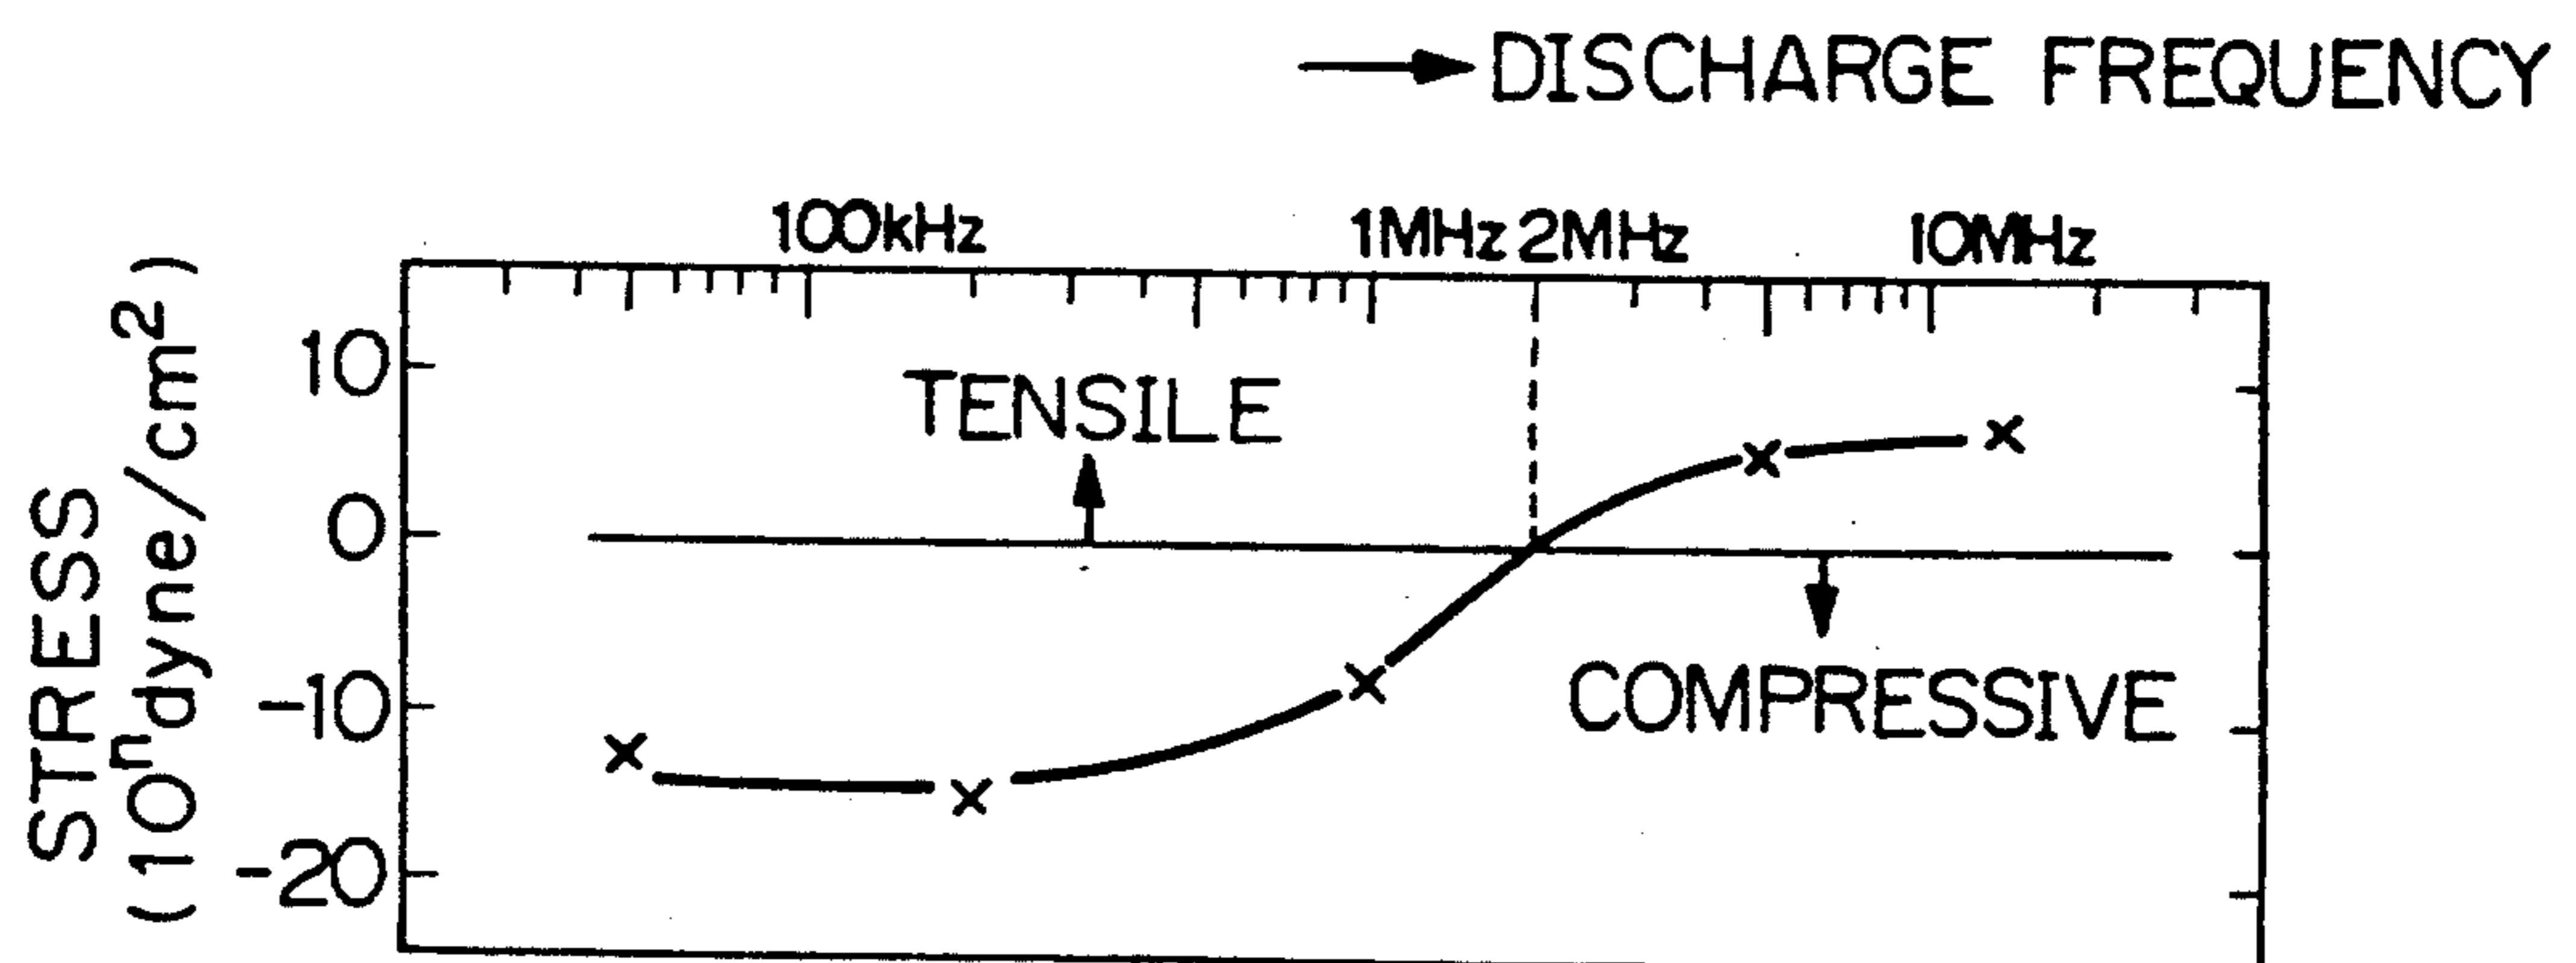 DISCHARGE FREQUENCY
100kHz 1MHz 2MHz 10MHz
STRESS
(10ⁿdyne/cm²)
10
0
-10
-20
TENSILE
COMPRESSIVE